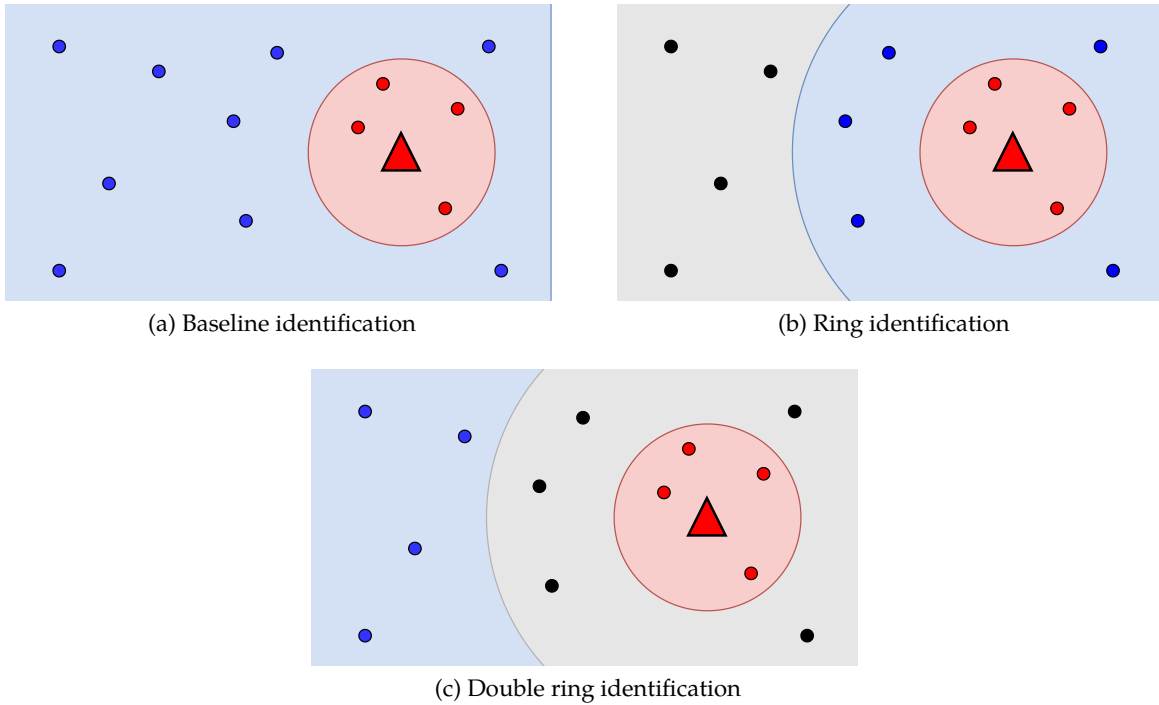 (a) Baseline identification
(b) Ring identification
(c) Double ring identification